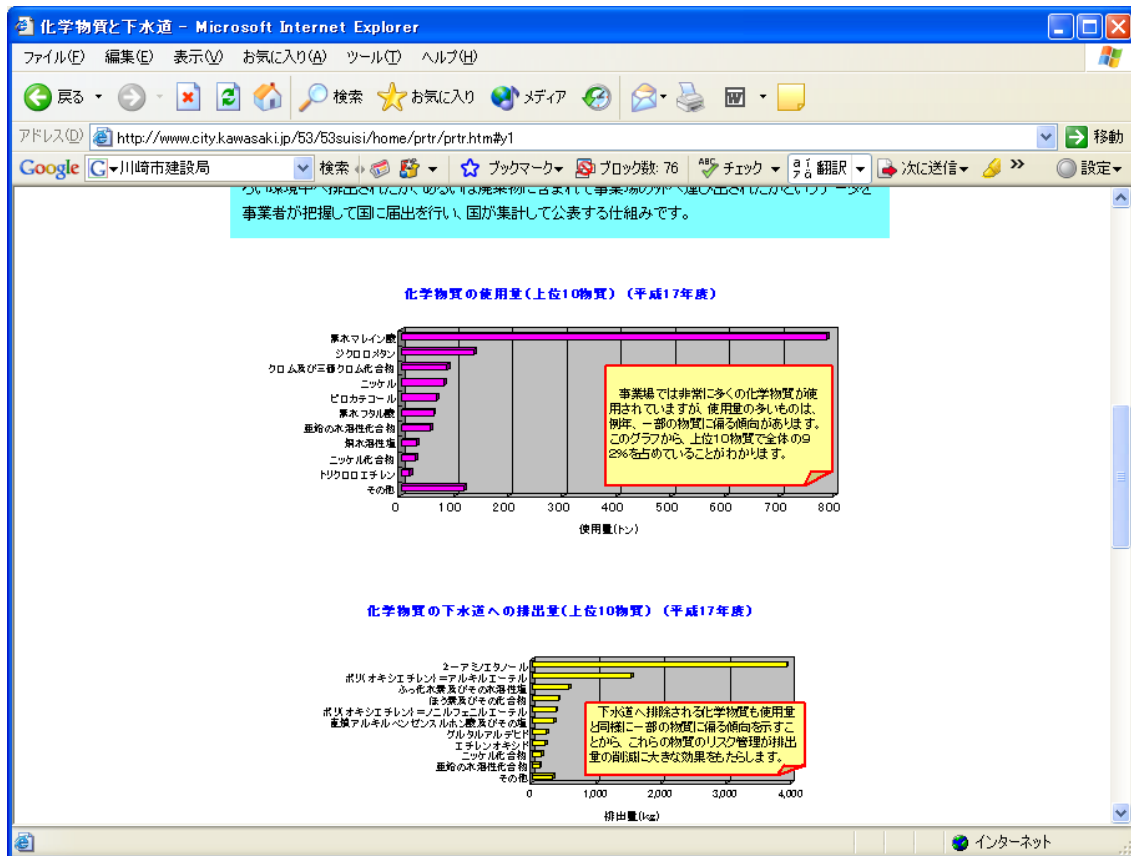 化学物質と下水道 - Microsoft Internet Explorer
ファイル(F) 編集(E) 表示(V) お気に入り(A) ツール(T) ヘルプ(H)
戻る 検索 お気に入り メディア
アドレス(D) http://www.city.kawasaki.jp/53/53suisi/home/prtr/prtr.htm#y1 移動
Google G 川崎市建設局 検索 ブックマーク ブロック数: 76 ABC チェック 翻訳 次に送信 » 設定
事業者が把握して国に届出を行い、国が集計して公表する仕組みです。
化学物質の使用量(上位10物質) (平成17年度)
無水マレイン酸
ジクロロメタン
クロム及び三価クロム化合物
ニッケル
ピロカテコール
無水フタル酸
亜鉛の水溶性化合物
銅水溶性塩
ニッケル化合物
トリクロロエチレン
その他
0 100 200 300 400 500 600 700 800
使用量(トン)
事業場では非常に多くの化学物質が使
用されていますが、使用量の多いものは、
例年、一部の物質に偏る傾向があります。
このグラフから、上位10物質で全体の9
2%を占めていることがわかります。
化学物質の下水道への排出量(上位10物質) (平成17年度)
2-アミノエタノール
ポリ(オキシエチレン)=アルキルエーテル
ふっ化水素及びその水溶性塩
ほう素及びその化合物
ポリ(オキシエチレン)=ノニルフェニルエーテル
直鎖アルキルベンゼンスルホン酸及びその塩
グルタルアルデヒド
エチレンオキシド
ニッケル化合物
亜鉛の水溶性化合物
その他
0 1,000 2,000 3,000 4,000
排出量(kg)
下水道へ排除される化学物質も使用量
と同様に一部の物質に偏る傾向を示すこ
とから、これらの物質のリスク管理が排出
量の削減に大きな効果をもたらします。
インターネット